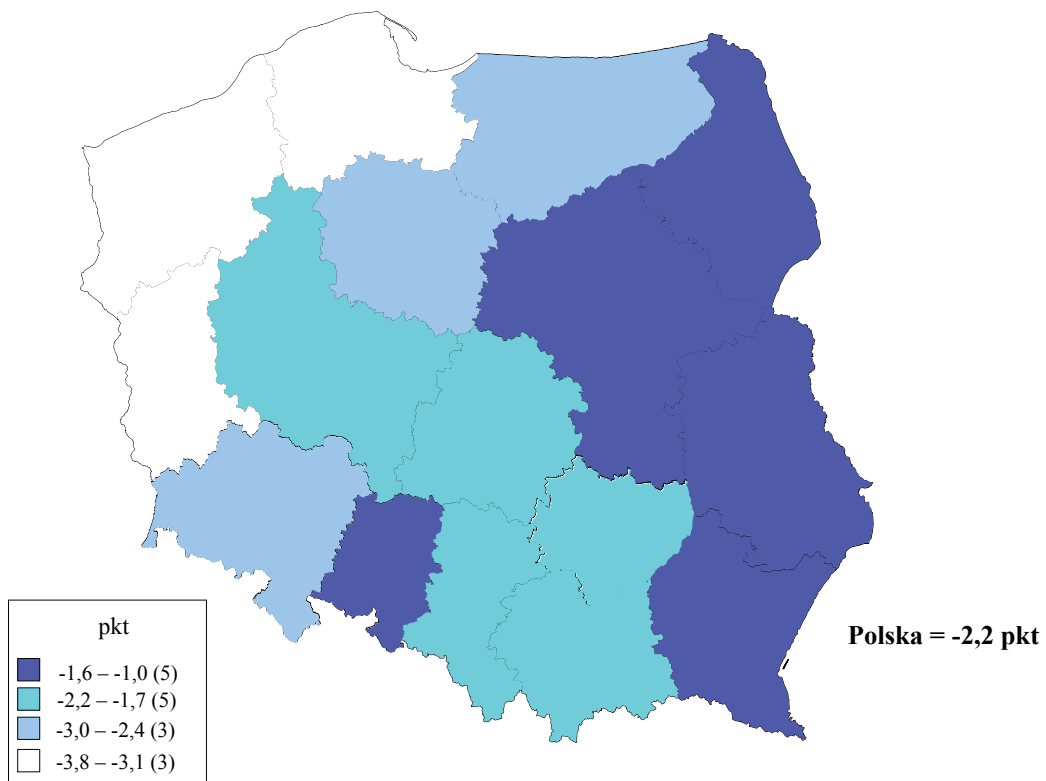 Polska = -2,2 pkt
pkt
-1,6 – -1,0 (5)
-2,2 – -1,7 (5)
-3,0 – -2,4 (3)
-3,8 – -3,1 (3)